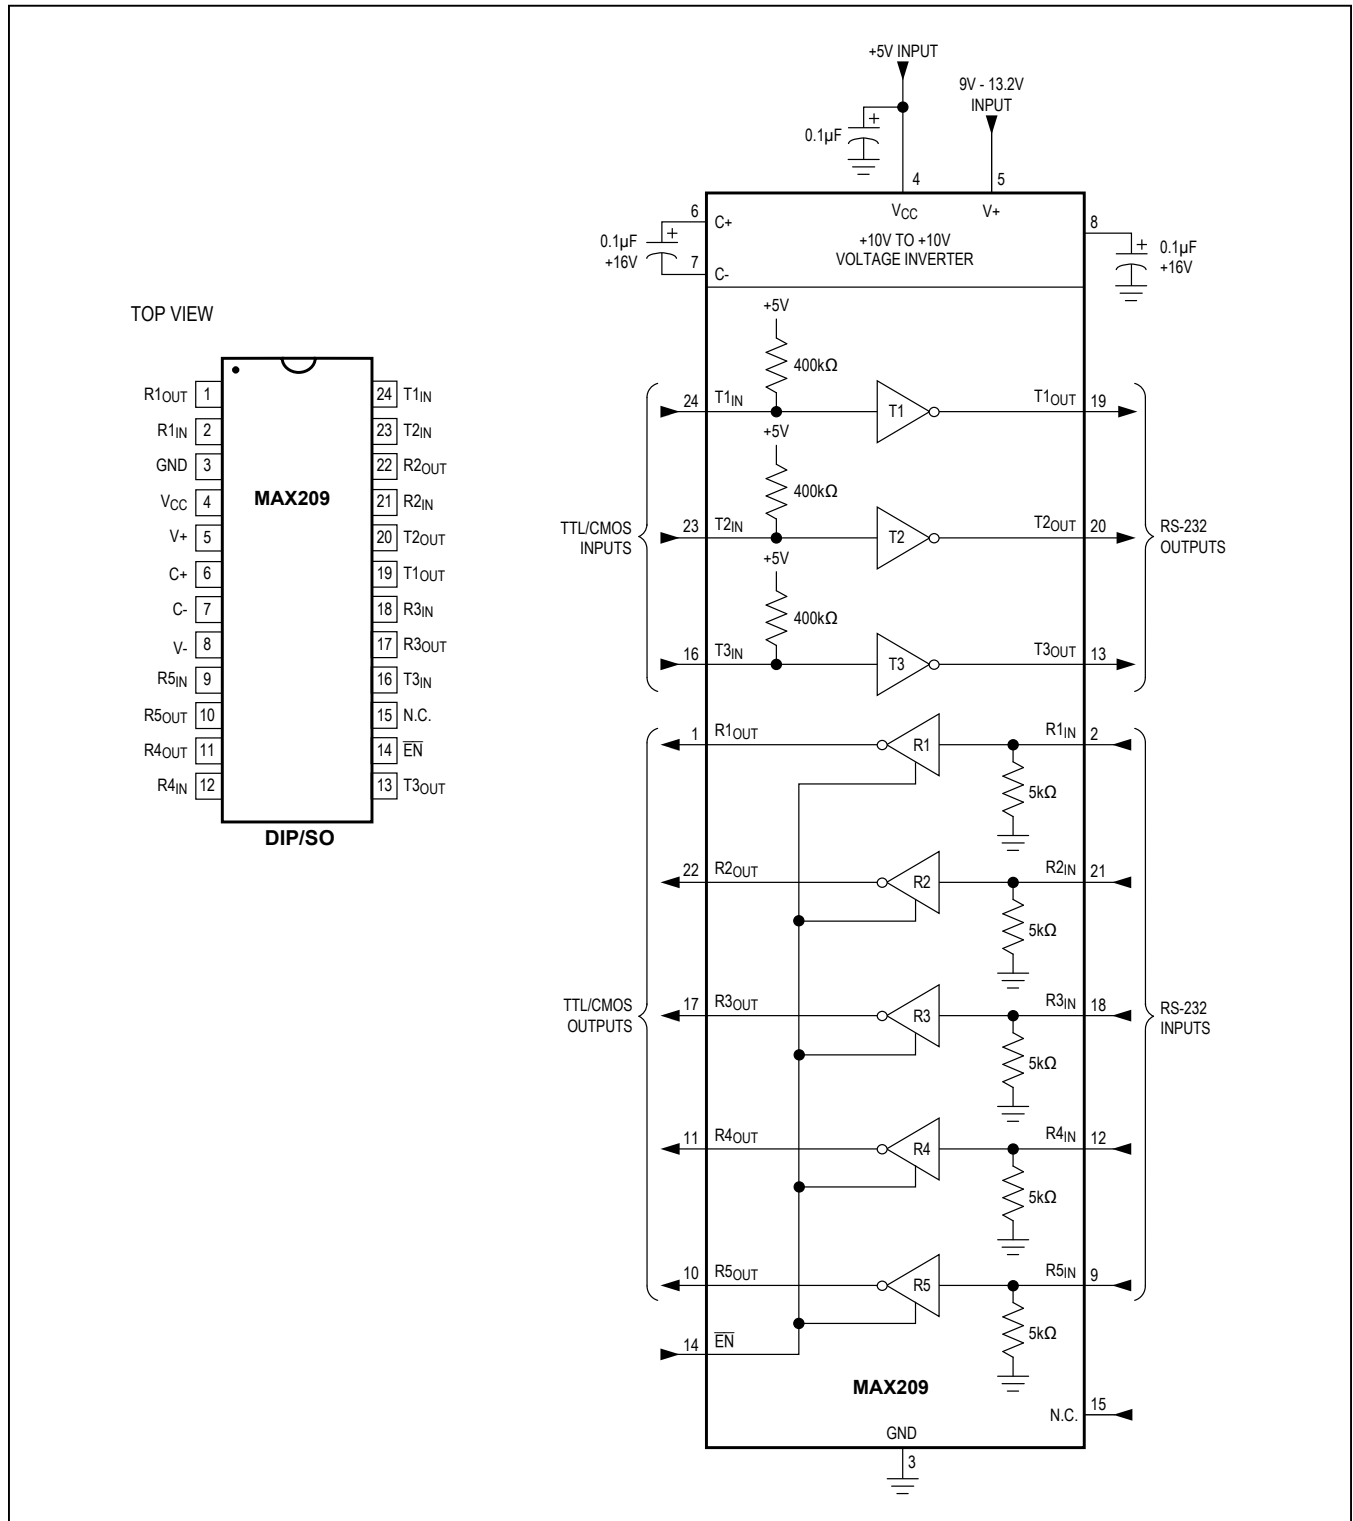 TOP VIEW
R1OUT 1
R1IN 2
GND 3
VCC 4
V+ 5
C+ 6
C- 7
V- 8
R5IN 9
R5OUT 10
R4OUT 11
R4IN 12
MAX209
24 T1IN
23 T2IN
22 R2OUT
21 R2IN
20 T2OUT
19 T1OUT
18 R3IN
17 R3OUT
16 T3IN
15 N.C.
14 EN
13 T3OUT
DIP/SO
+5V INPUT
9V - 13.2V
INPUT
0.1µF
+
4
5
VCC
V+
6
C+
0.1µF
+16V
+
7
C-
+10V TO +10V
VOLTAGE INVERTER
8
+
0.1µF
+16V
+5V
400kΩ
24 T1IN
T1
T1OUT 19
+5V
400kΩ
TTL/CMOS
INPUTS
23 T2IN
T2
T2OUT 20
RS-232
OUTPUTS
+5V
400kΩ
16 T3IN
T3
T3OUT 13
1 R1OUT
R1
R1IN 2
5kΩ
22 R2OUT
R2
R2IN 21
5kΩ
TTL/CMOS
OUTPUTS
17 R3OUT
R3
R3IN 18
5kΩ
RS-232
INPUTS
11 R4OUT
R4
R4IN 12
5kΩ
10 R5OUT
R5
R5IN 9
5kΩ
14 EN
MAX209
N.C. 15
GND
3